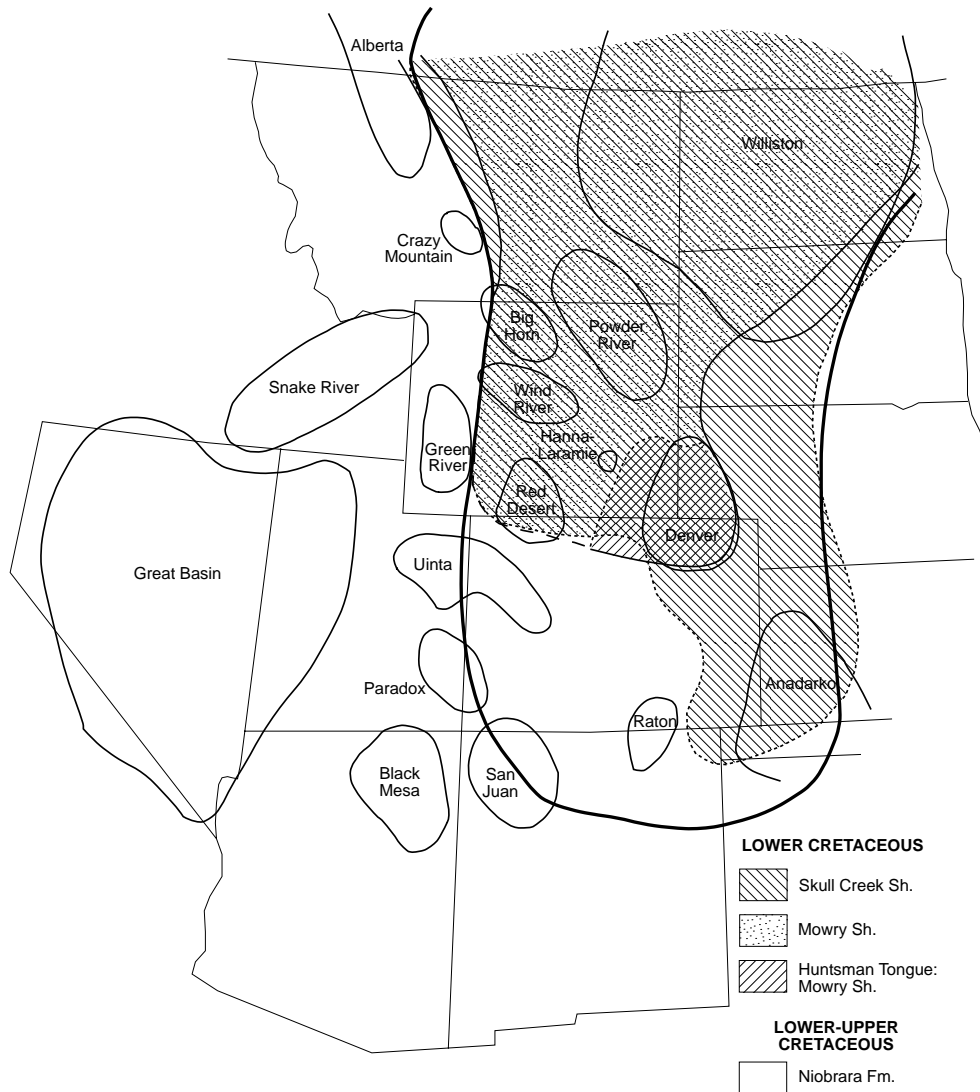 Alberta
Williston
Crazy
Mountain
Big
Horn
Powder
River
Snake River
Wind
River
Green
River
Hanna-
Laramie
Red
Desert
Denver
Great Basin
Uinta
Paradox
Anadarko
Raton
Black
Mesa
San
Juan
LOWER CRETACEOUS
Skull Creek Sh.
Mowry Sh.
Huntsman Tongue:
Mowry Sh.
LOWER-UPPER
CRETACEOUS
Niobrara Fm.